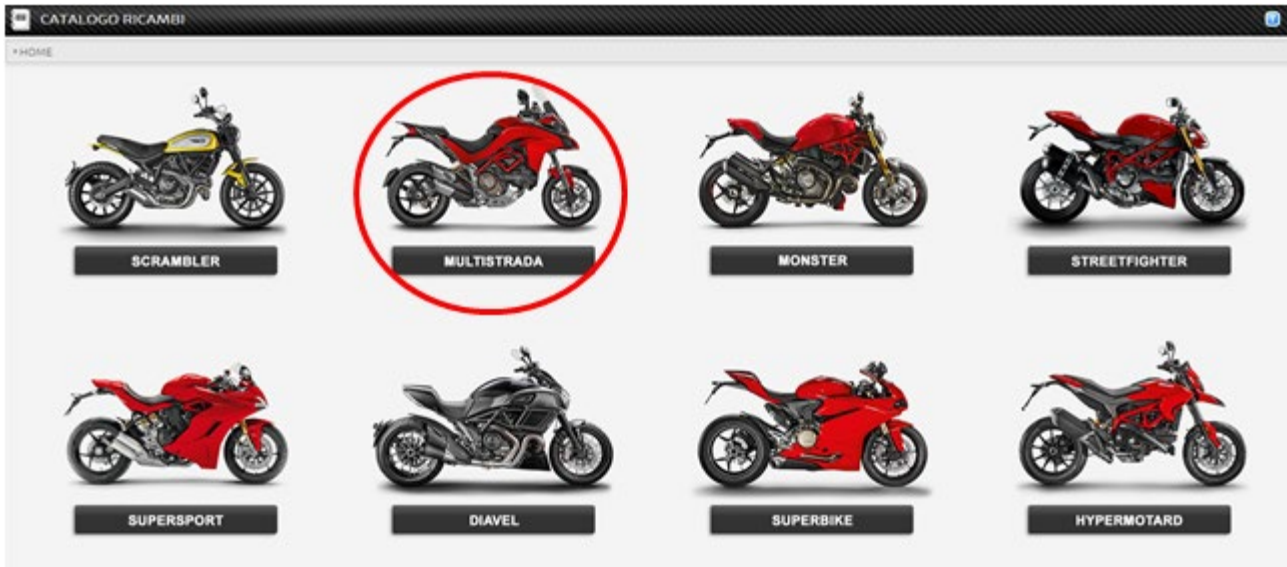 CATALOGO RICAMBI
HOME
SCRAMBLER
MULTISTRADA
MONSTER
STREETFIGHTER
SUPERSPORT
DIAVEL
SUPERBIKE
HYPERMOTARD